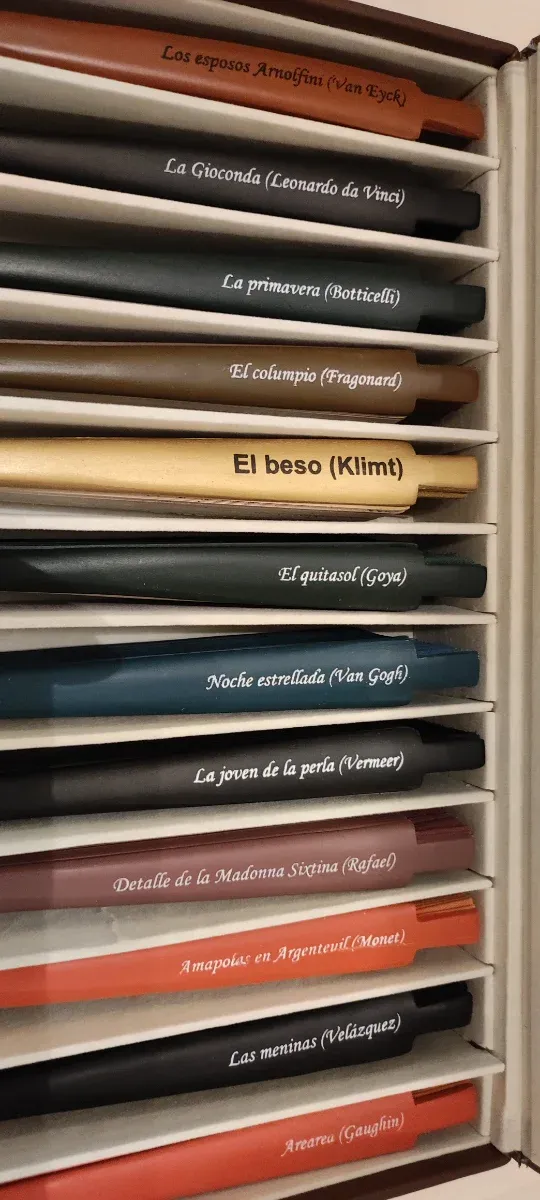 Los esposos Arnolfini (Van Eyck)
La Gioconda (Leonardo da Vinci)
La primavera (Botticelli)
El columpio (Fragonard)
El beso (Klimt)
El quitasol (Goya)
Noche estrellada (Van Gogh)
La joven de la perla (Vermeer)
Detalle de la Madonna Sixtina (Rafael)
Amapolas en Argenteuil (Monet)
Las meninas (Velázquez)
Arearea (Gaughin)